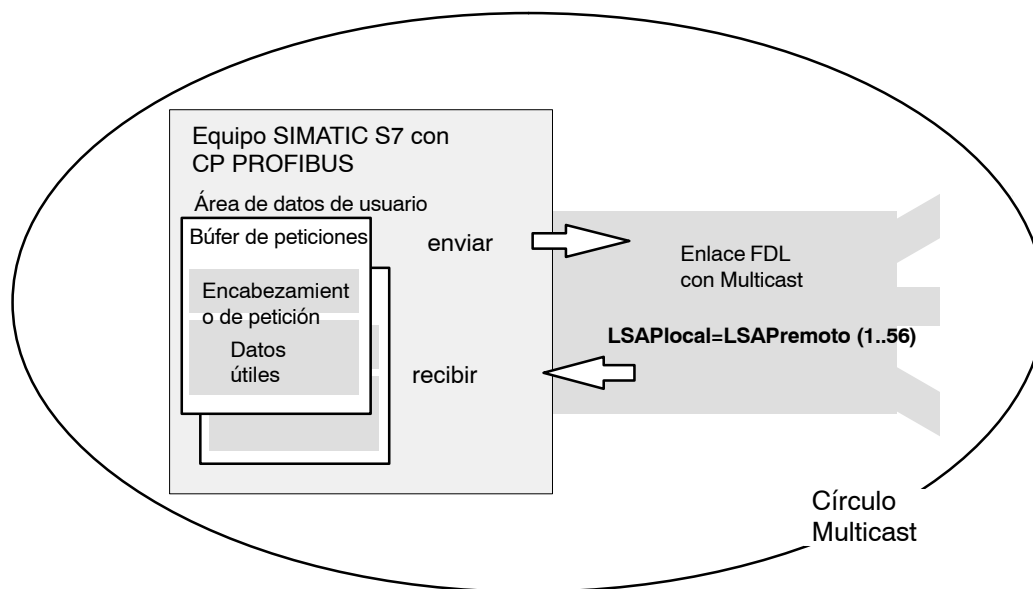 Equipo SIMATIC S7 con
CP PROFIBUS
Área de datos de usuario
Búfer de peticiones
Encabezamient
o de petición
Datos
útiles
enviar
recibir
Enlace FDL
con Multicast
LSAPlocal=LSAPremoto (1..56)
Círculo
Multicast